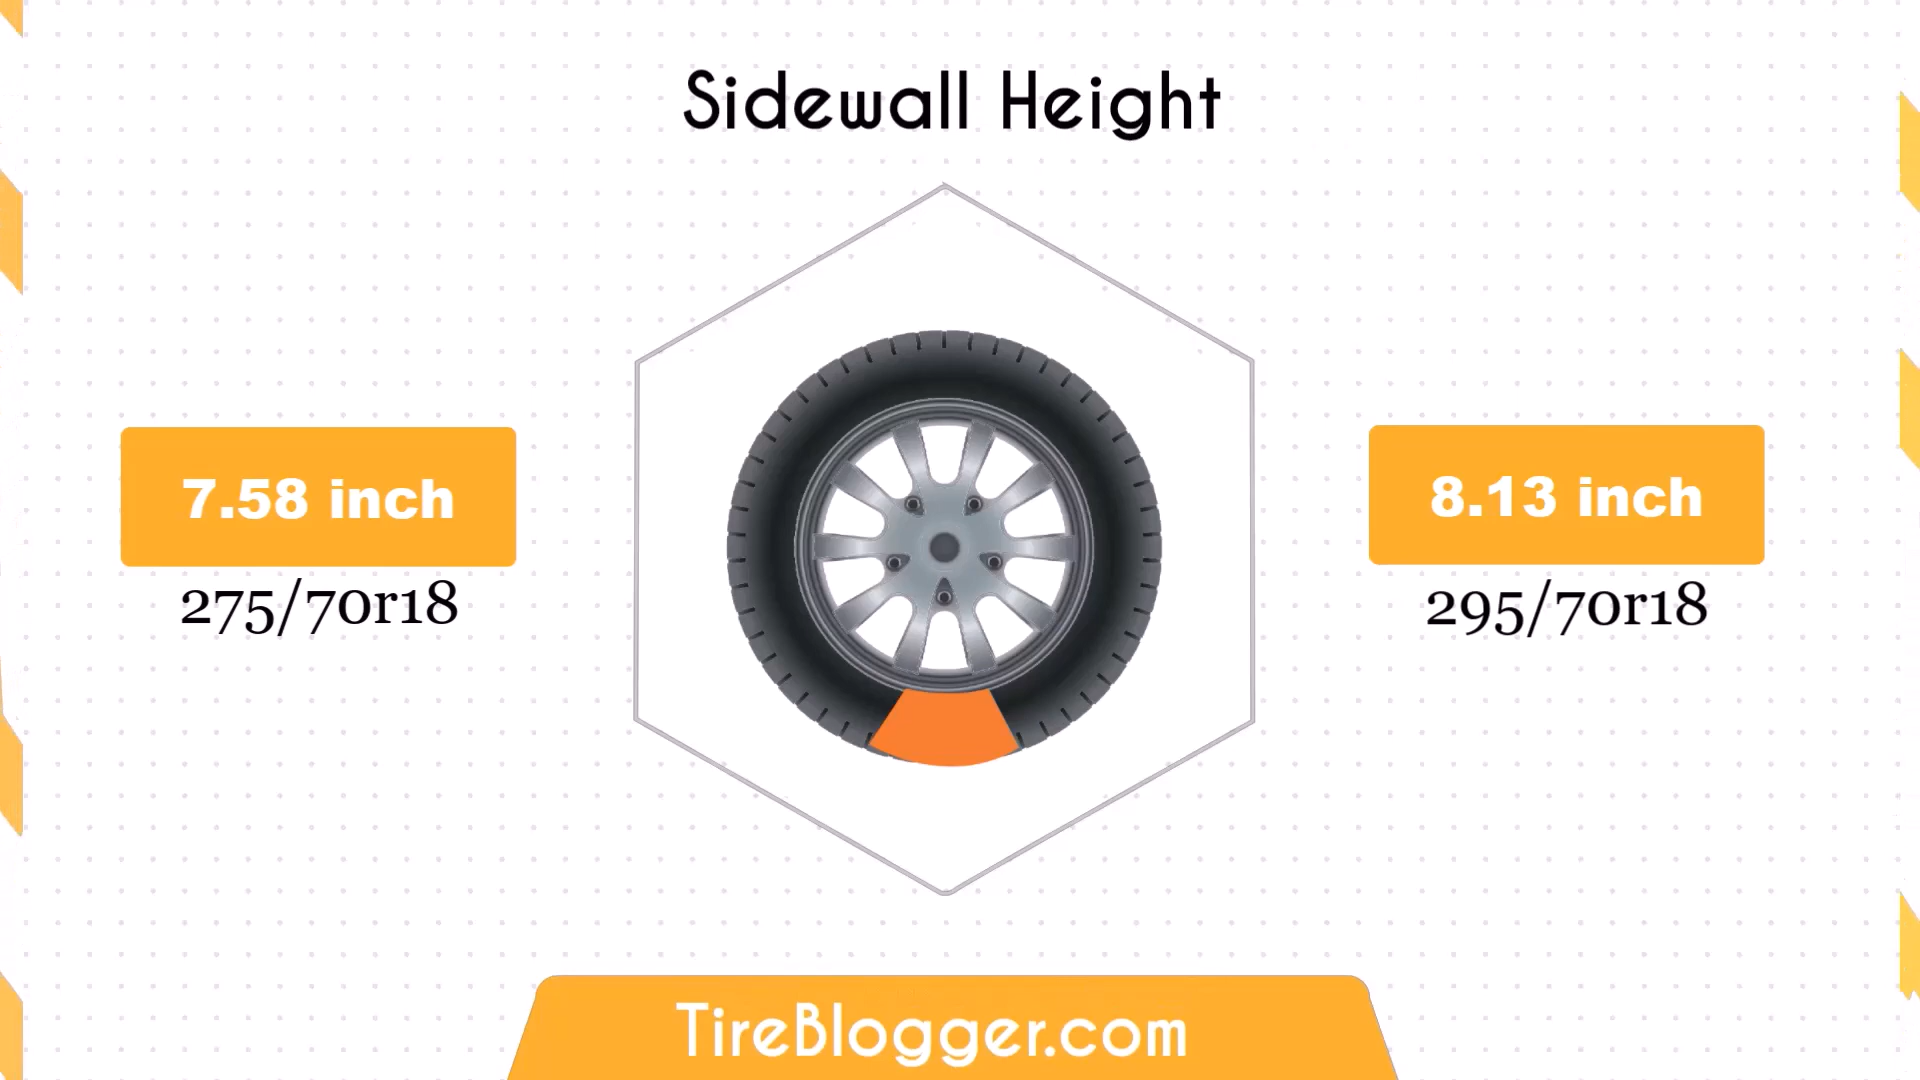 Sidewall Height
7.58 inch
275/70r18
8.13 inch
295/70r18
TireBlogger.com